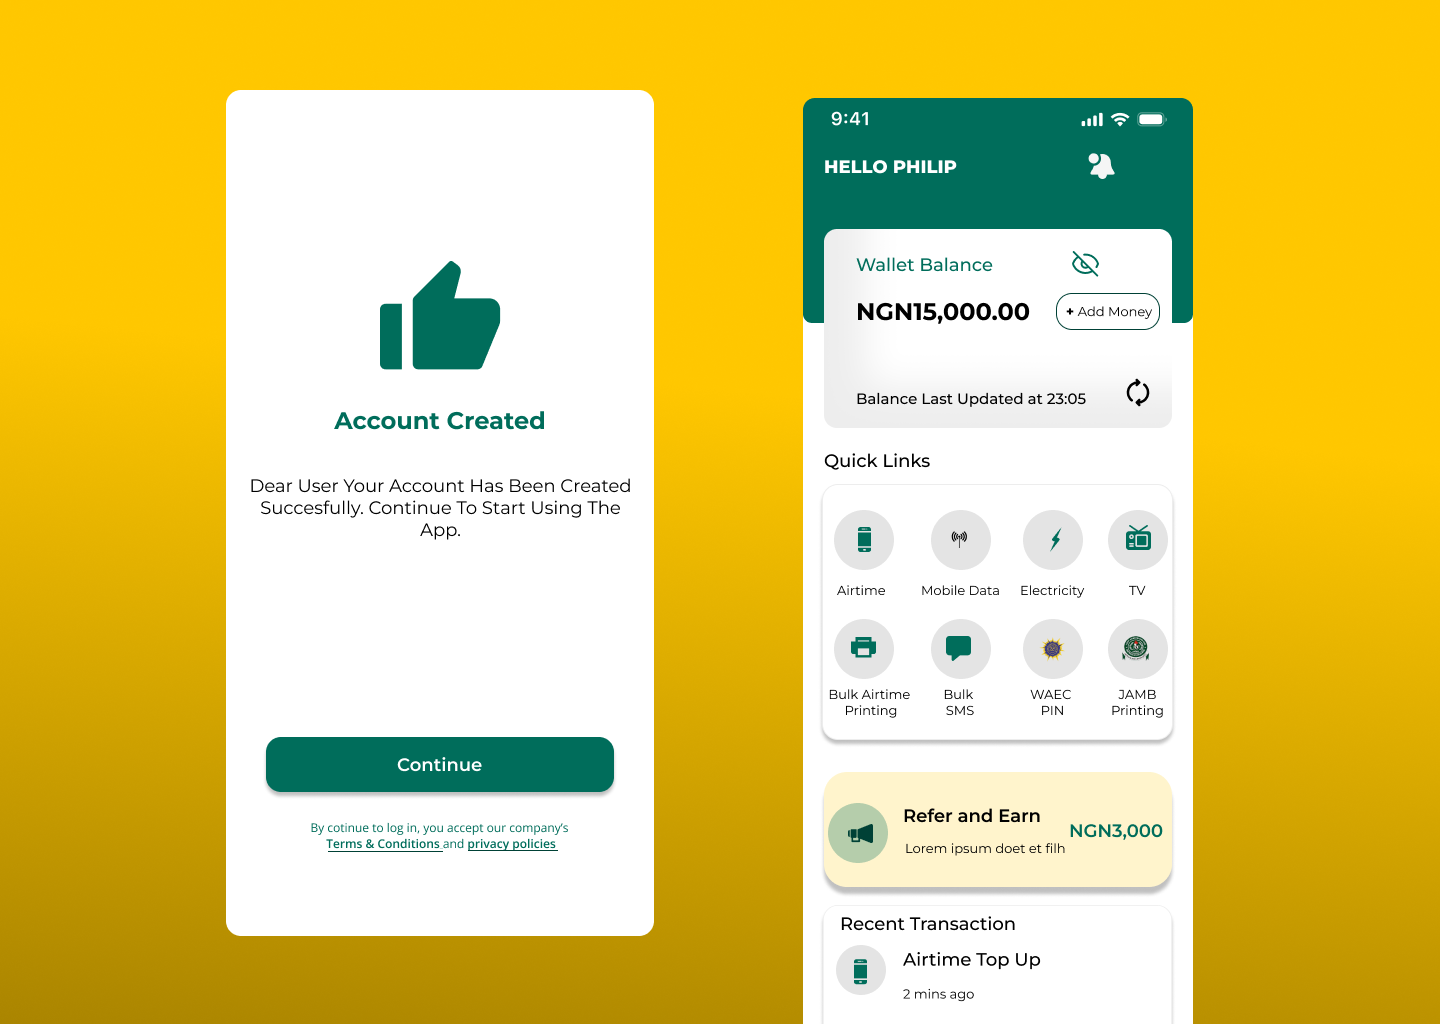 Account Created
Dear User Your Account Has Been Created
Succesfully. Continue To Start Using The
App.
Continue
By cotinue to log in, you accept our company's
Terms & Conditions and privacy policies
9:41
HELLO PHILIP
Wallet Balance
NGN15,000.00
+ Add Money
Balance Last Updated at 23:05
Quick Links
Airtime
Mobile Data
Electricity
TV
Bulk Airtime
Printing
Bulk
SMS
WAEC
PIN
JAMB
Printing
Refer and Earn
NGN3,000
Lorem ipsum doet et filh
Recent Transaction
Airtime Top Up
2 mins ago